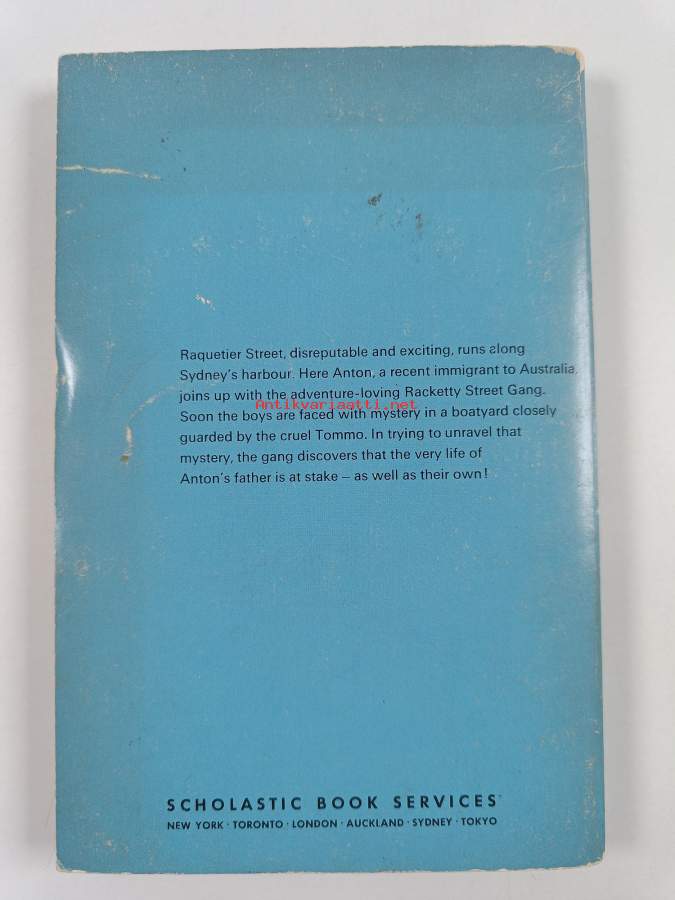 Raquetier Street, disreputable and exciting, runs along
Sydney's harbour. Here Anton, a recent immigrant to Australia,
joins up with the adventure-loving Racketty Street Gang.
Antikvariaatti.net
Soon the boys are faced with mystery in a boatyard closely
guarded by the cruel Tommo. In trying to unravel that
mystery, the gang discovers that the very life of
Anton's father is at stake – as well as their own!
SCHOLASTIC BOOK SERVICES
NEW YORK · TORONTO · LONDON · AUCKLAND · SYDNEY · TOKYO